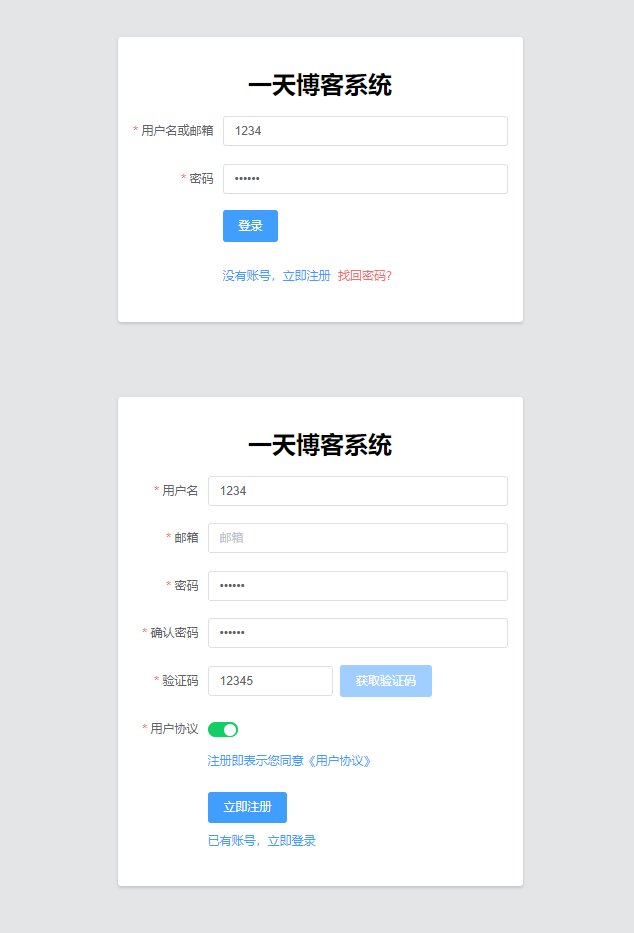 一天博客系统
* 用户名或邮箱 1234
* 密码 ••••••
登录
没有账号，立即注册 找回密码?
一天博客系统
* 用户名 1234
* 邮箱 邮箱
* 密码 ••••••
* 确认密码 ••••••
* 验证码 12345 获取验证码
* 用户协议
注册即表示您同意《用户协议》
立即注册
已有账号，立即登录